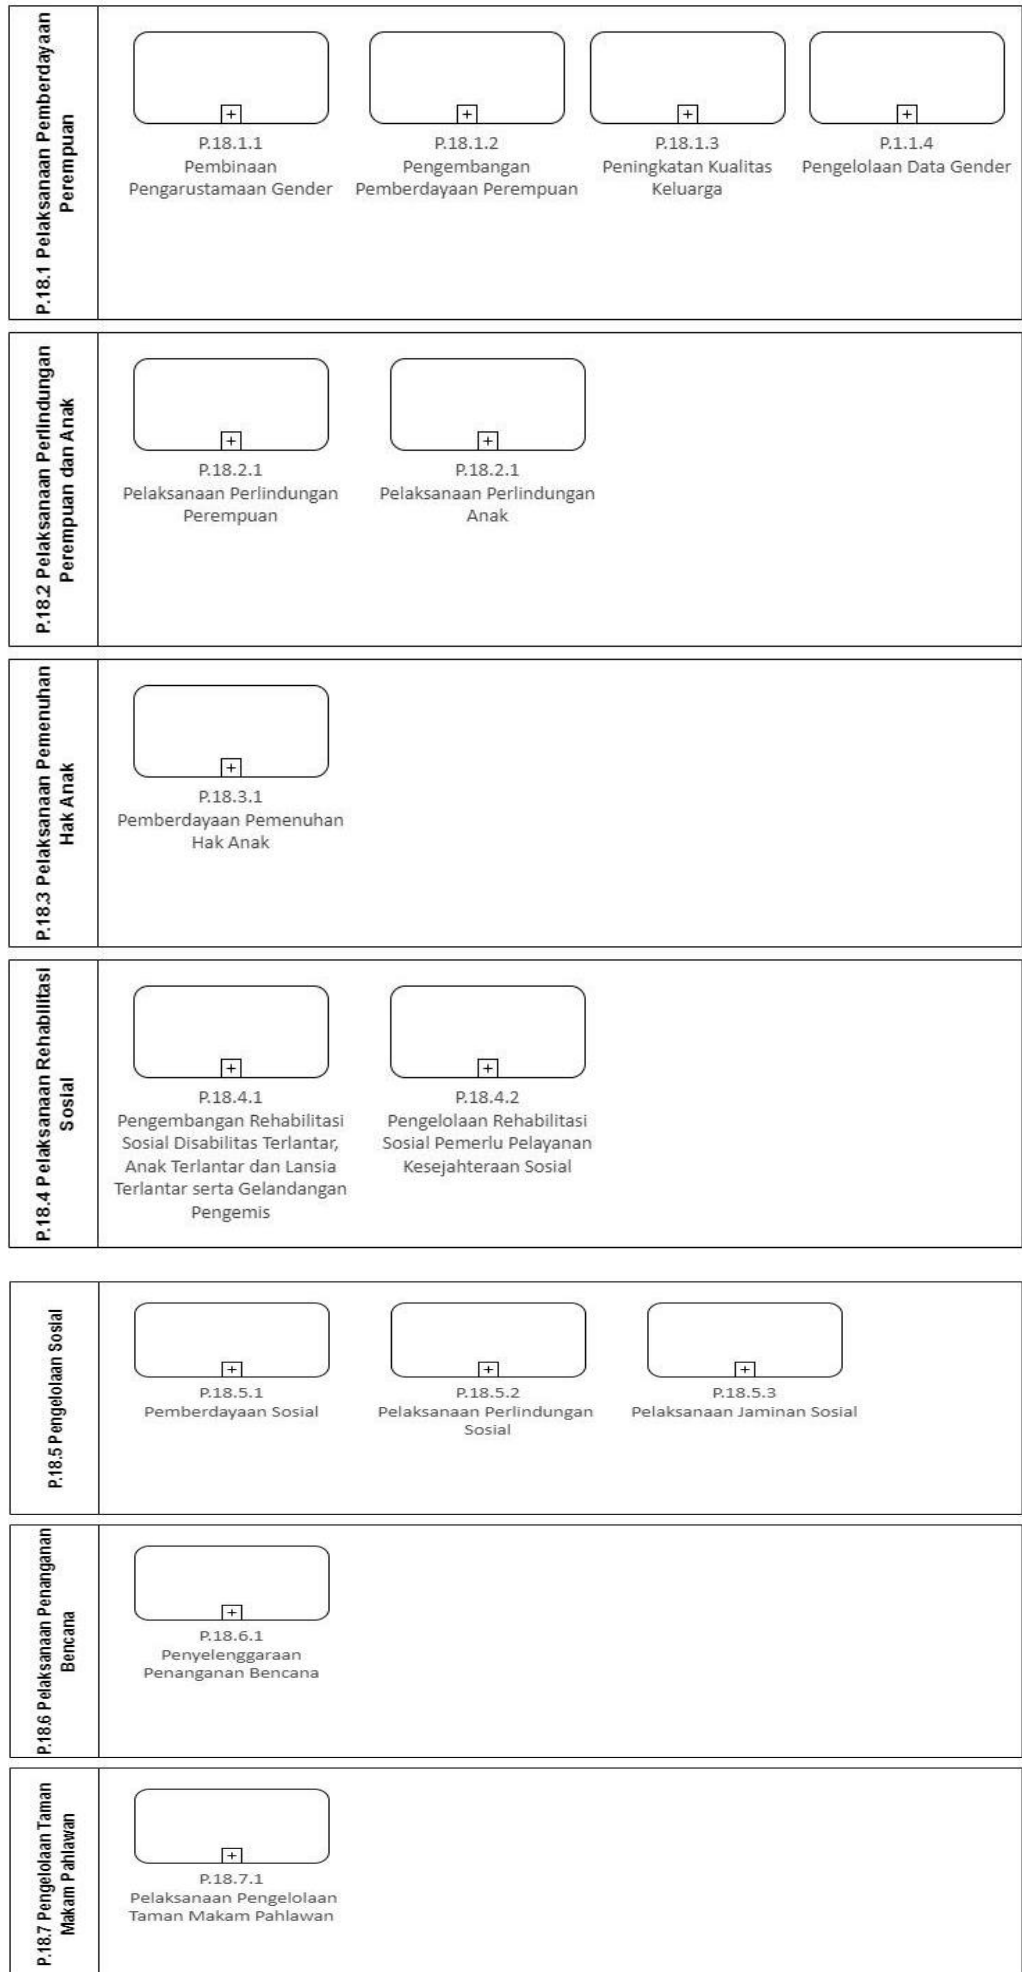 P.18.1 Pelaksanaan Pemberdayaan
Perempuan
P.18.1.1
Pembinaan
Pengarustamaan Gender
P.18.1.2
Pengembangan
Pemberdayaan Perempuan
P.18.1.3
Peningkatan Kualitas
Keluarga
P.1.1.4
Pengelolaan Data Gender
P.18.2 Pelaksanaan Perlindungan
Perempuan dan Anak
P.18.2.1
Pelaksanaan Perlindungan
Perempuan
P.18.2.1
Pelaksanaan Perlindungan
Anak
P.18.3 Pelaksanaan Pemenuhan
Hak Anak
P.18.3.1
Pemberdayaan Pemenuhan
Hak Anak
P.18.4 Pelaksanaan Rehabilitasi
Sosial
P.18.4.1
Pengembangan Rehabilitasi
Sosial Disabilitas Terlantar,
Anak Terlantar dan Lansia
Terlantar serta Gelandangan
Pengemis
P.18.4.2
Pengelolaan Rehabilitasi
Sosial Pemerlu Pelayanan
Kesejahteraan Sosial
P.18.5 Pengelolaan Sosial
P.18.5.1
Pemberdayaan Sosial
P.18.5.2
Pelaksanaan Perlindungan
Sosial
P.18.5.3
Pelaksanaan Jaminan Sosial
P.18.6 Pelaksanaan Penanganan
Bencana
P.18.6.1
Penyelenggaraan
Penanganan Bencana
P.18.7 Pengelolaan Taman
Makam Pahlawan
P.18.7.1
Pelaksanaan Pengelolaan
Taman Makam Pahlawan